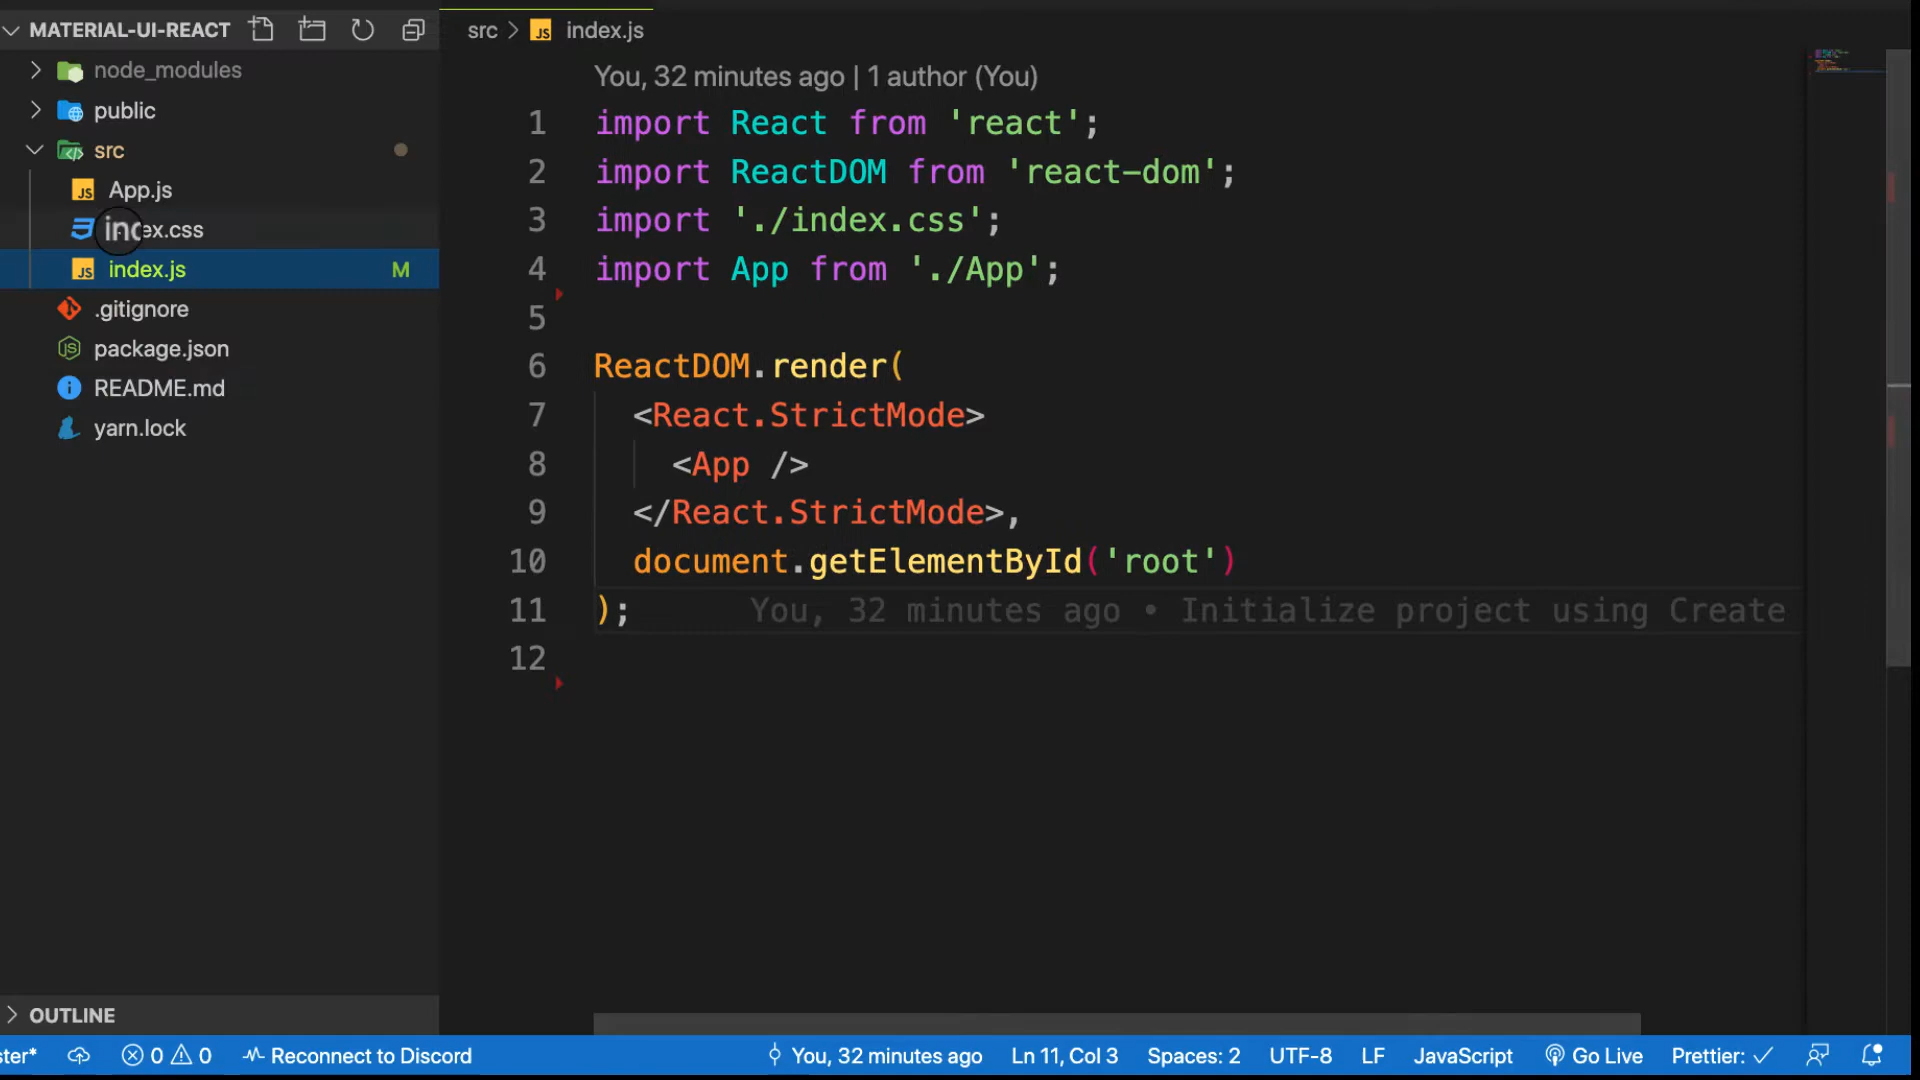 MATERIAL-UI-REACT
node_modules
public
src
App.js
index.css
index.js M
.gitignore
package.json
README.md
yarn.lock
OUTLINE
src > JS index.js
You, 32 minutes ago | 1 author (You)
1 import React from 'react';
2 import ReactDOM from 'react-dom';
3 import './index.css';
4 import App from './App';
5
6 ReactDOM.render(
7 <React.StrictMode>
8 <App />
9 </React.StrictMode>,
10 document.getElementById('root')
11 ); You, 32 minutes ago • Initialize project using Create
12
ster* 0 0 Reconnect to Discord You, 32 minutes ago Ln 11, Col 3 Spaces: 2 UTF-8 LF JavaScript Go Live Prettier: ✓